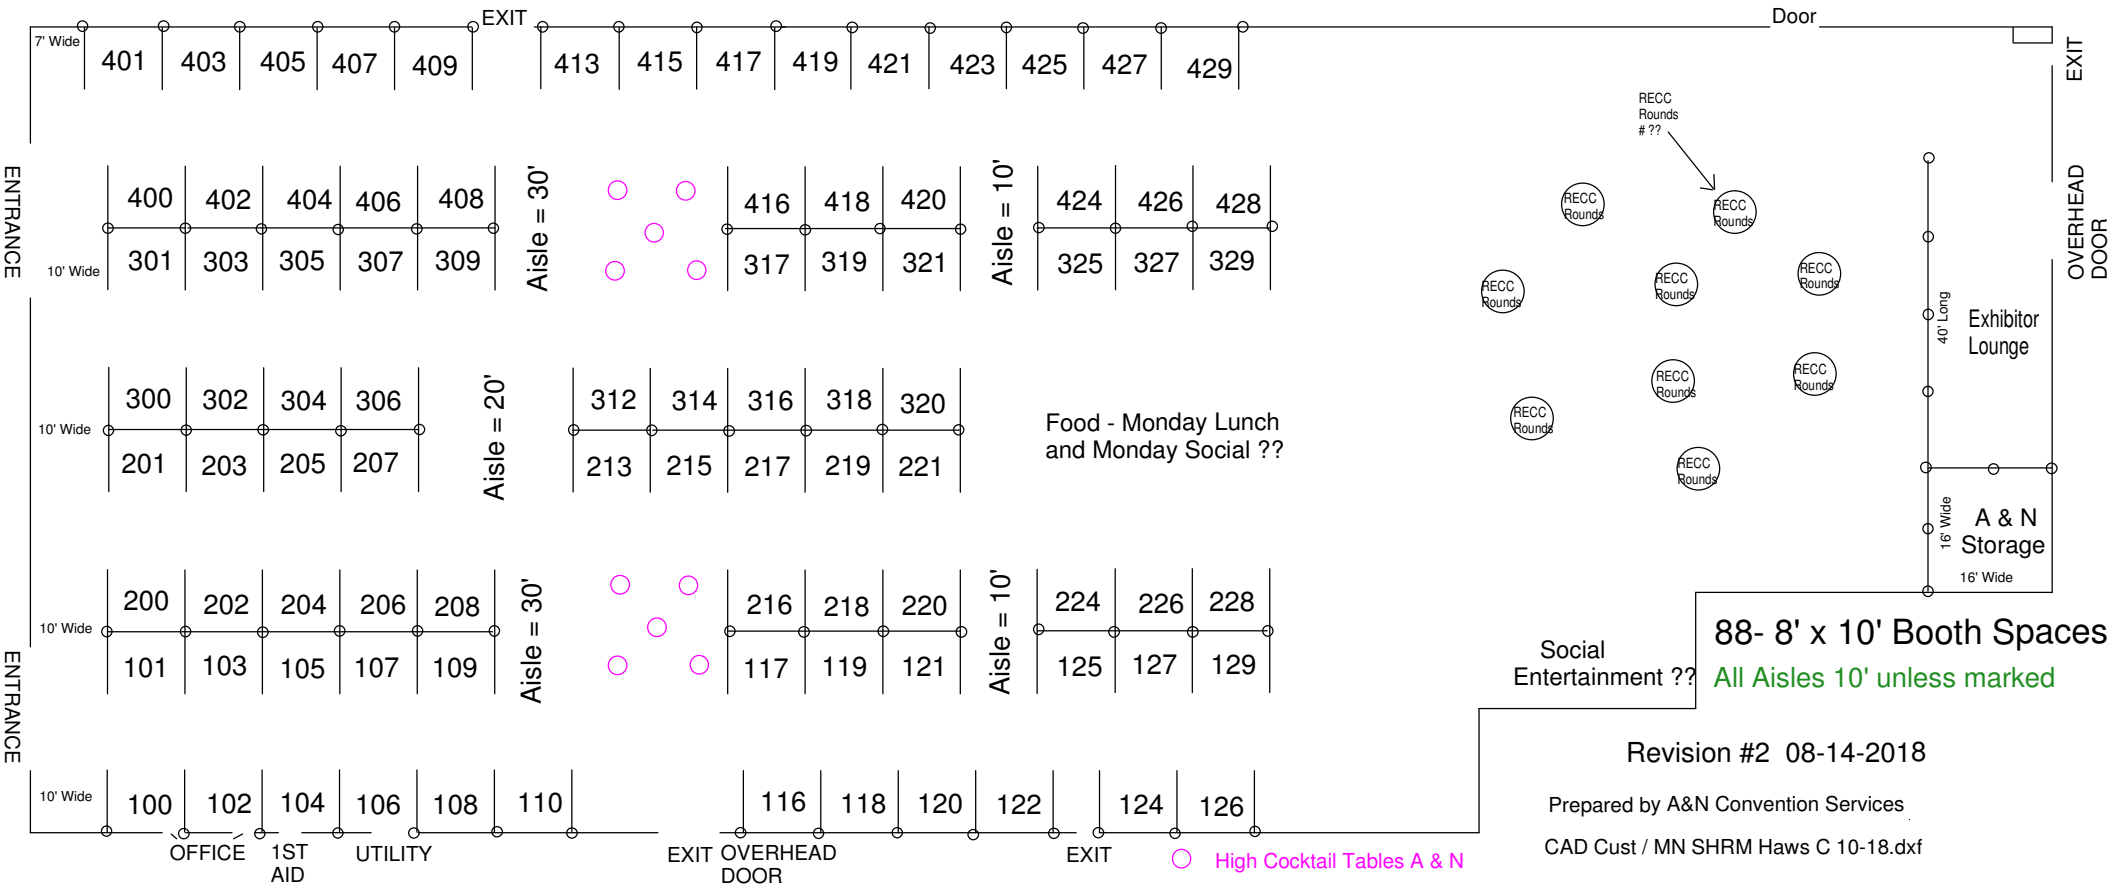 EXIT
Door
7' Wide
401 403 405 407 409 413 415 417 419 421 423 425 427 429
EXIT
RECC
Rounds
# ??
ENTRANCE
400 402 404 406 408
Aisle = 30'
416 418 420
Aisle = 10'
424 426 428
RECC
Rounds
RECC
Rounds
OVERHEAD
DOOR
10' Wide
301 303 305 307 309
317 319 321
325 327 329
RECC
Rounds
RECC
Rounds
RECC
Rounds
40' Long
Exhibitor
Lounge
10' Wide
300 302 304 306
Aisle = 20'
312 314 316 318 320
201 203 205 207
213 215 217 219 221
Food - Monday Lunch
and Monday Social ??
RECC
Rounds
RECC
Rounds
RECC
Rounds
RECC
Rounds
16' Wide
A & N
Storage
16' Wide
10' Wide
200 202 204 206 208
Aisle = 30'
216 218 220
Aisle = 10'
224 226 228
101 103 105 107 109
117 119 121
125 127 129
Social
Entertainment ??
88- 8' x 10' Booth Spaces
All Aisles 10' unless marked
ENTRANCE
Revision #2 08-14-2018
10' Wide
100 102 104 106 108 110 116 118 120 122 124 126
Prepared by A&N Convention Services
OFFICE
1ST
AID
UTILITY
EXIT
OVERHEAD
DOOR
EXIT
High Cocktail Tables A & N
CAD Cust / MN SHRM Haws C 10-18.dxf